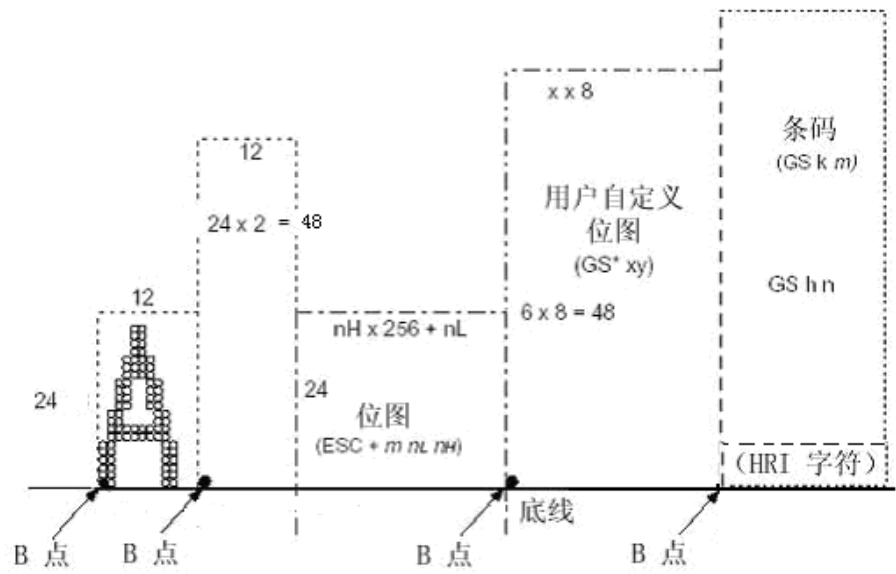 12
24
B 点
12
24 x 2 = 48
B 点
nH x 256 + nL
24
位图
(ESC + m nL nH)
B 点
x x 8
用户自定义
位图
(GS* xy)
6 x 8 = 48
底线
条码
(GS k m)
GS h n
(HRI 字符)
B 点